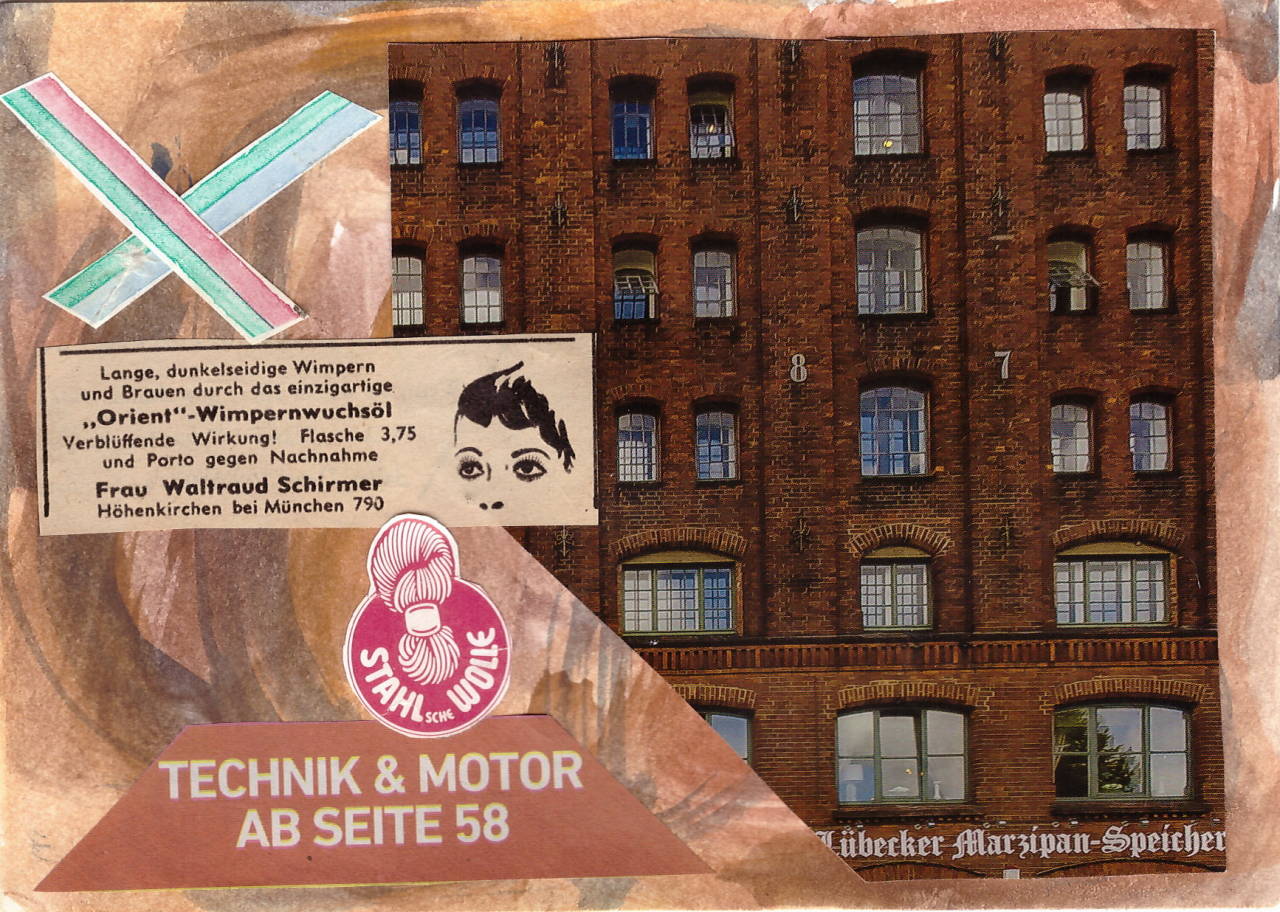 Lange, dunkelseidige Wimpern
und Brauen durch das einzigartige
„Orient“-Wimpernwuchsöl
Verblüffende Wirkung! Flasche 3,75
und Porto gegen Nachnahme
Frau Waltraud Schirmer
Höhenkirchen bei München 790
8
7
STAHLSCHE WOLLE
TECHNIK & MOTOR
AB SEITE 58
Lübecker Marzipan-Speicher